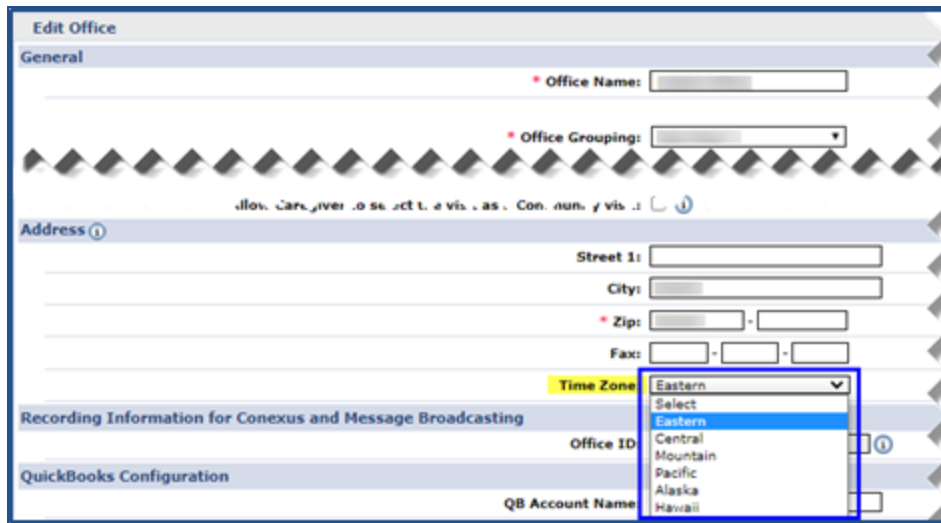 Edit Office
General
* Office Name:
* Office Grouping:
Address
Street 1:
City:
* Zip: -
Fax: - -
Time Zone Eastern
Select
Recording Information for Conexus and Message Broadcasting
Eastern
Office ID
Central
Mountain
QuickBooks Configuration
Pacific
Alaska
QB Account Name
Hawaii